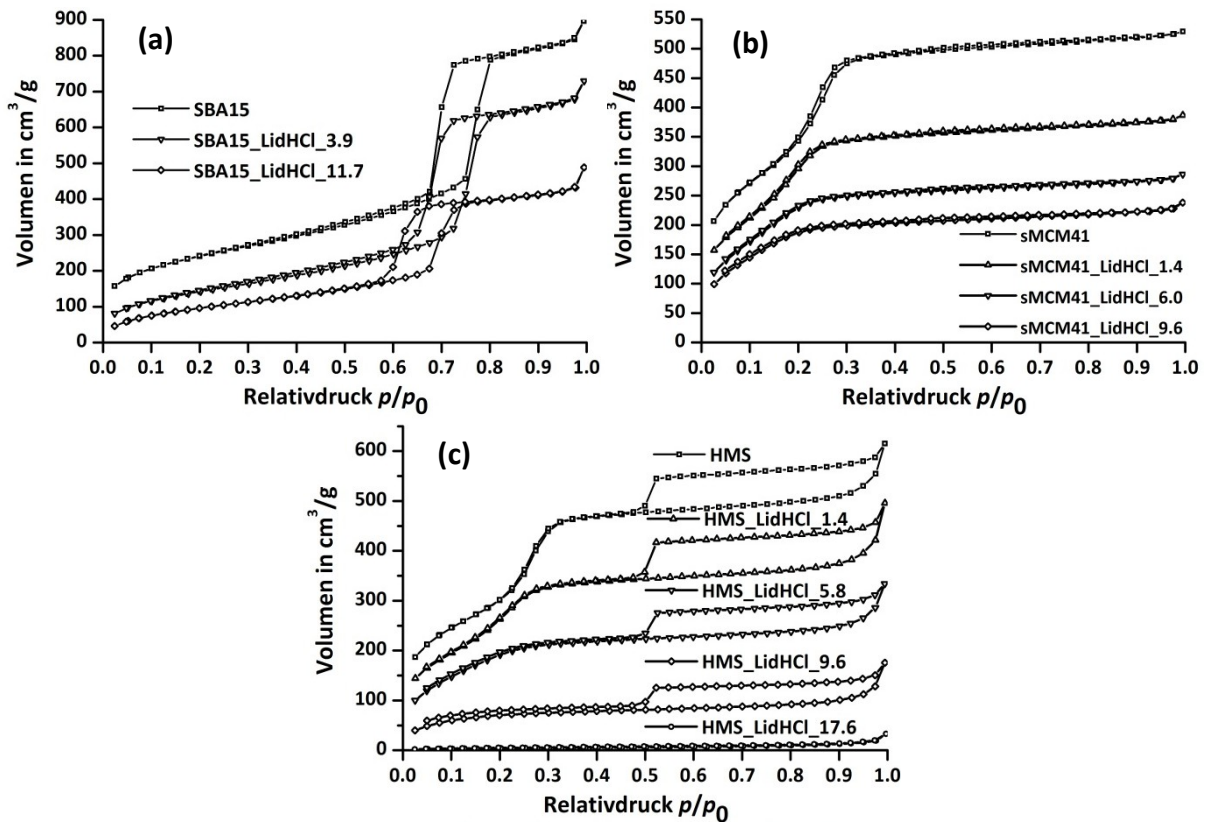 (a)
Volumen in cm³/g
900
800
700
600
500
400
300
200
100
0
SBA15
SBA15_LidHCl_3.9
SBA15_LidHCl_11.7
0.0 0.1 0.2 0.3 0.4 0.5 0.6 0.7 0.8 0.9 1.0
Relativdruck p/p0
(b)
Volumen in cm³/g
550
500
450
400
350
300
250
200
150
100
50
0
sMCM41
sMCM41_LidHCl_1.4
sMCM41_LidHCl_6.0
sMCM41_LidHCl_9.6
0.0 0.1 0.2 0.3 0.4 0.5 0.6 0.7 0.8 0.9 1.0
Relativdruck p/p0
(c)
Volumen in cm³/g
600
500
400
300
200
100
0
HMS
HMS_LidHCl_1.4
HMS_LidHCl_5.8
HMS_LidHCl_9.6
HMS_LidHCl_17.6
0.0 0.1 0.2 0.3 0.4 0.5 0.6 0.7 0.8 0.9 1.0
Relativdruck p/p0